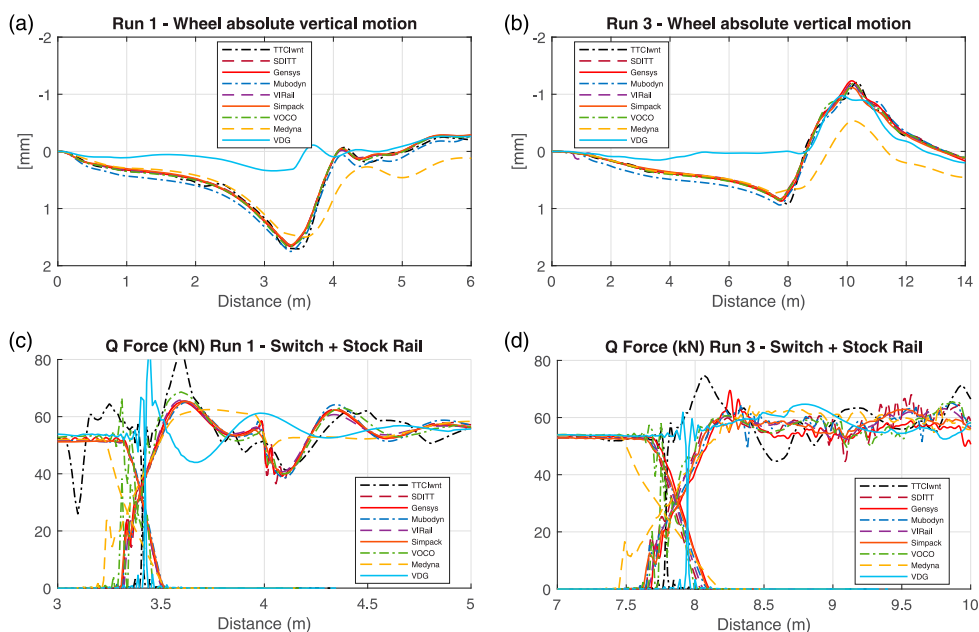 (a)
Run 1 - Wheel absolute vertical motion
-2
-1
0
1
2
[mm]
TTCIwnt
SDITT
Gensys
Mubodyn
VIRail
Simpack
VOCO
Medyna
VDG
0 1 2 3 4 5 6
Distance (m)
(b)
Run 3 - Wheel absolute vertical motion
-2
-1
0
1
2
[mm]
TTCIwnt
SDITT
Gensys
Mubodyn
VIRail
Simpack
VOCO
Medyna
VDG
0 2 4 6 8 10 12 14
Distance (m)
(c)
Q Force (kN) Run 1 - Switch + Stock Rail
80
60
40
20
0
TTCIwnt
SDITT
Gensys
Mubodyn
VIRail
Simpack
VOCO
Medyna
VDG
3 3.5 4 4.5 5
Distance (m)
(d)
Q Force (kN) Run 3 - Switch + Stock Rail
80
60
40
20
0
TTCIwnt
SDITT
Gensys
Mubodyn
VIRail
Simpack
VOCO
Medyna
VDG
7 7.5 8 8.5 9 9.5 10
Distance (m)